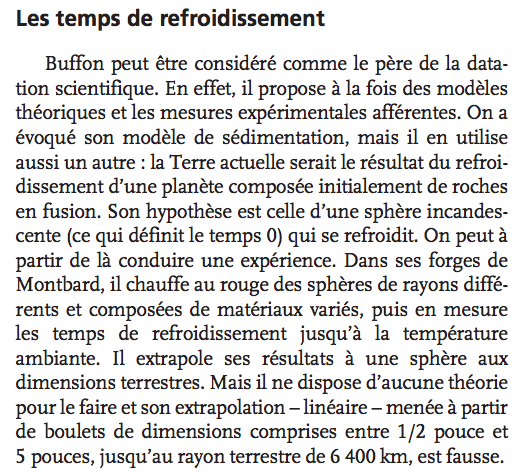 Les temps de refroidissement
Buffon peut être considéré comme le père de la data-
tion scientifique. En effet, il propose à la fois des modèles
théoriques et les mesures expérimentales afférentes. On a
évoqué son modèle de sédimentation, mais il en utilise
aussi un autre : la Terre actuelle serait le résultat du refroi-
dissement d’une planète composée initialement de roches
en fusion. Son hypothèse est celle d’une sphère incandes-
cente (ce qui définit le temps 0) qui se refroidit. On peut à
partir de là conduire une expérience. Dans ses forges de
Montbard, il chauffe au rouge des sphères de rayons diffé-
rents et composées de matériaux variés, puis en mesure
les temps de refroidissement jusqu’à la température
ambiante. Il extrapole ses résultats à une sphère aux
dimensions terrestres. Mais il ne dispose d’aucune théorie
pour le faire et son extrapolation – linéaire – menée à partir
de boulets de dimensions comprises entre 1/2 pouce et
5 pouces, jusqu’au rayon terrestre de 6 400 km, est fausse.